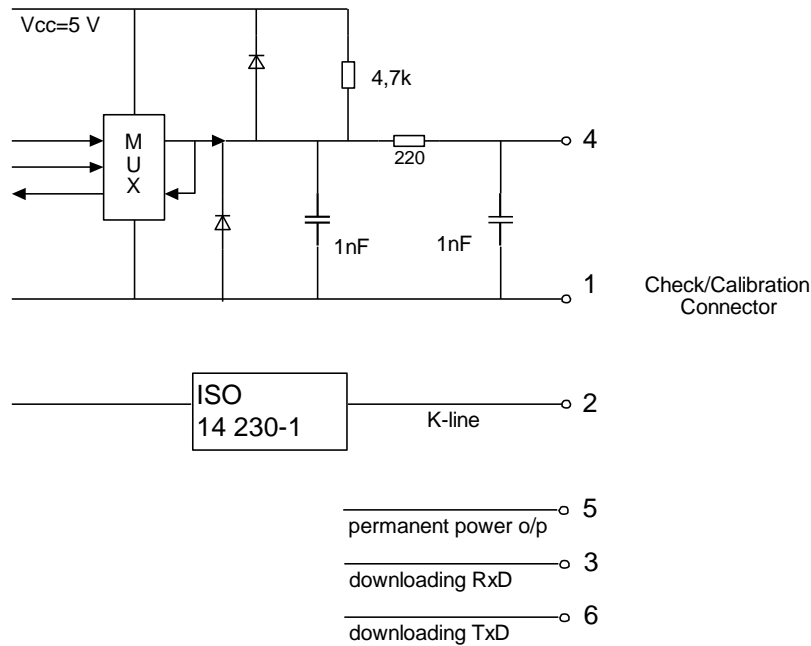 Vcc=5 V
4,7k
M
U
X
4
220
1nF
1nF
1
Check/Calibration
Connector
ISO
14 230-1
K-line
2
5
permanent power o/p
3
downloading RxD
6
downloading TxD